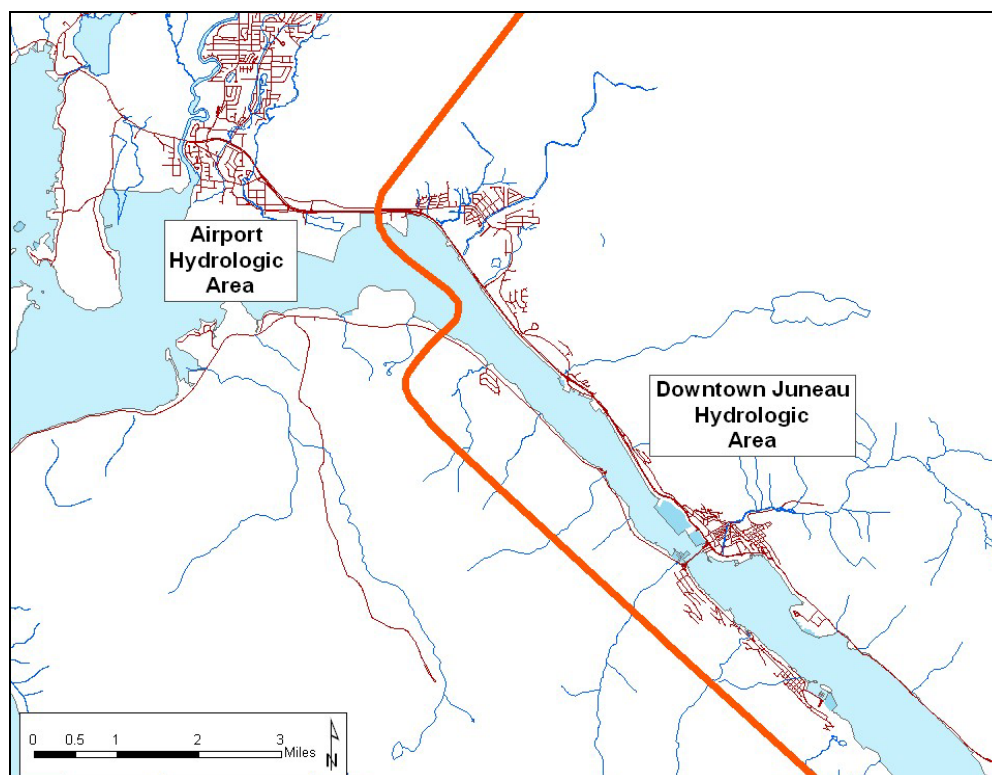 Airport
Hydrologic
Area
Downtown Juneau
Hydrologic
Area
0 0.5 1 2 3
Miles
N